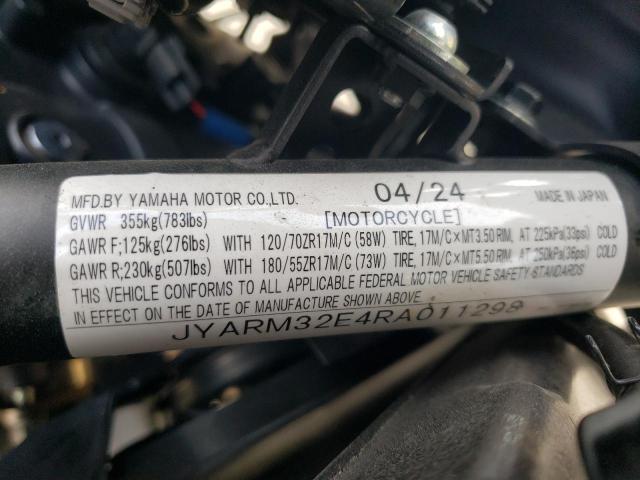 MFD.BY YAMAHA MOTOR CO.,LTD. 04/24 MADE IN JAPAN
GVWR 355kg(783lbs) [MOTORCYCLE]
GAWR F;125kg(276lbs) WITH 120/70ZR17M/C (58W) TIRE, 17M/C×MT3.50 RIM, AT 225kPa(33psi) COLD
GAWR R;230kg(507lbs) WITH 180/55ZR17M/C (73W) TIRE, 17M/C×MT5.50 RIM, AT 250kPa(36psi) COLD
THIS VEHICLE CONFORMS TO ALL APPLICABLE FEDERAL MOTOR VEHICLE SAFETY-STANDARDS
IN EFFECT ON THE DATE OF MANUFACTURE SHOWN ABOVE.
JYARM32E4RA011298